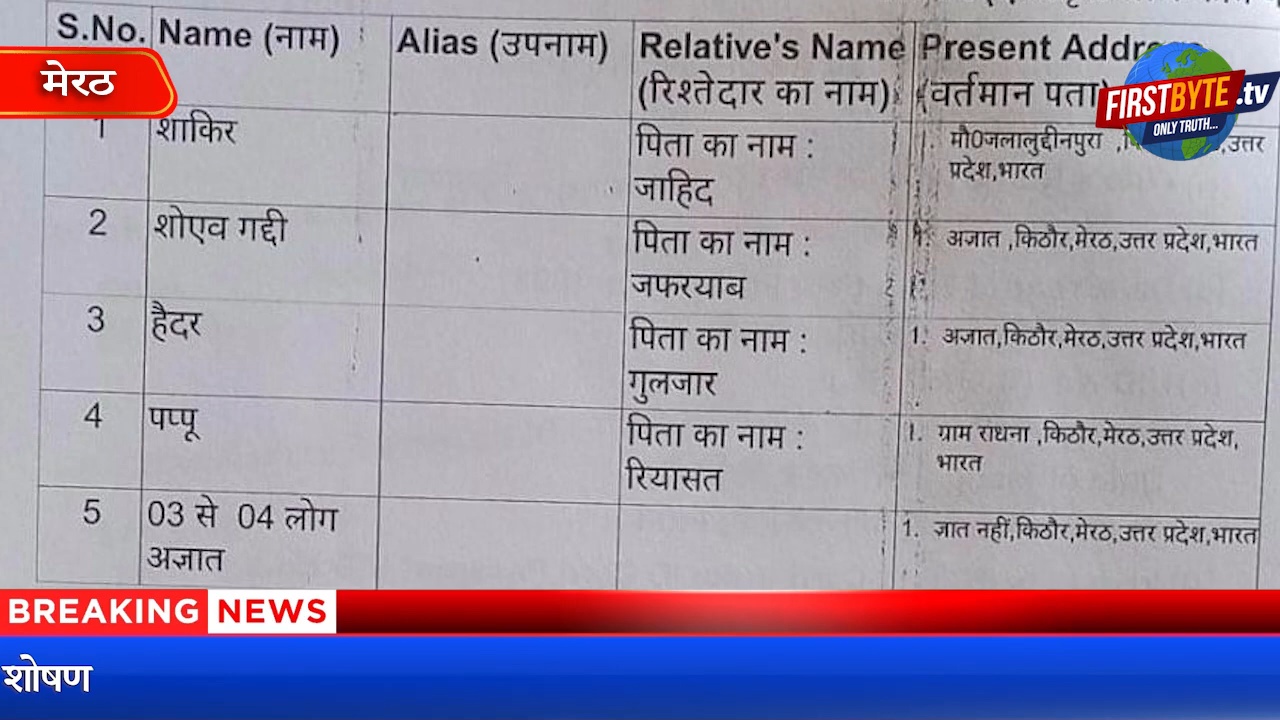 S.No. Name (नाम) Alias (उपनाम) Relative's Name Present
(रिश्तेदार का नाम) (वर्तमान पता)
मेरठ
FIRSTBYTE.tv
ONLY TRUTH...
1 शाकिर पिता का नाम : 1. मौ0जलालुद्दीनपुरा ,उत्तर
जाहिद प्रदेश,भारत
2 शोएव गद्दी पिता का नाम : 1. अज्ञात ,किठौर,मेरठ,उत्तर प्रदेश,भारत
जफरयाब
3 हैदर पिता का नाम : 1. अज्ञात,किठौर,मेरठ,उत्तर प्रदेश,भारत
गुलजार
4 पप्पू पिता का नाम : 1. ग्राम राधना ,किठौर,मेरठ,उत्तर प्रदेश,
रियासत भारत
5 03 से 04 लोग 1. ज्ञात नहीं,किठौर,मेरठ,उत्तर प्रदेश,भारत
अज्ञात
BREAKING NEWS
शोषण